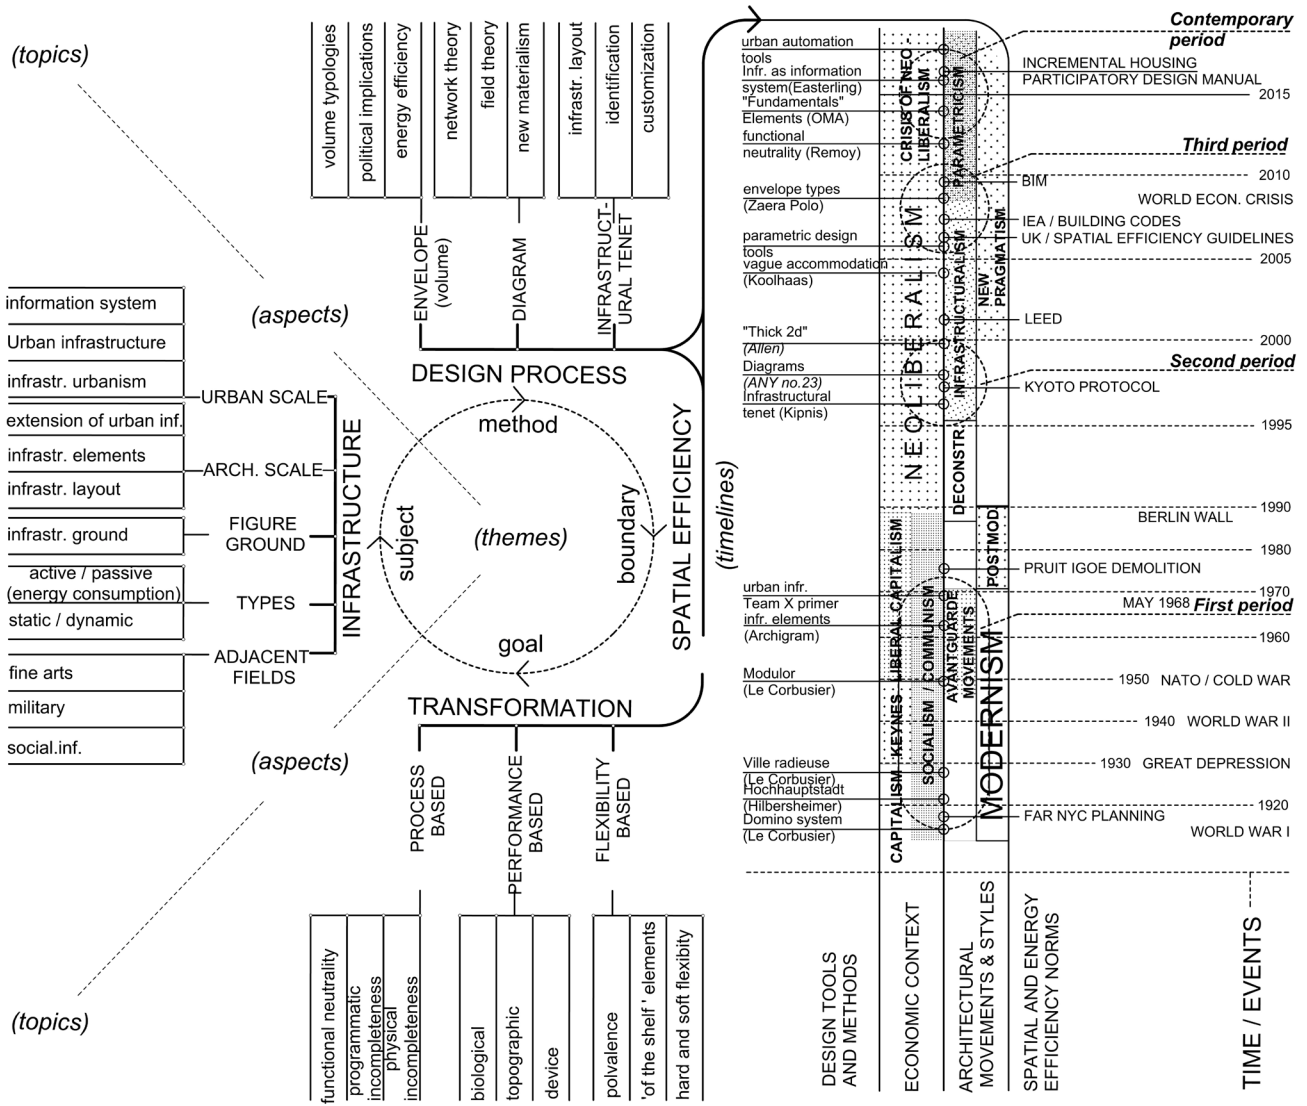 (topics)
volume typologies
political implications
energy efficiency
network theory
field theory
new materialism
infrastr. layout
identification
customization
ENVELOPE
(volume)
DIAGRAM
INFRASTRUCT-
URAL TENET
(aspects)
DESIGN PROCESS
information system
Urban infrastructure
infrastr. urbanism
extension of urban inf.
infrastr. elements
infrastr. layout
infrastr. ground
active / passive
(energy consumption)
static / dynamic
fine arts
military
social.inf.
URBAN SCALE
ARCH. SCALE
FIGURE
GROUND
TYPES
ADJACENT
FIELDS
INFRASTRUCTURE
method
subject
(themes)
boundary
goal
SPATIAL EFFICIENCY
(timelines)
TRANSFORMATION
(aspects)
PROCESS
BASED
PERFORMANCE
BASED
FLEXIBILITY
BASED
(topics)
functional neutrality
programmatic
incompleteness
physical
incompleteness
biological
topographic
device
polvalence
'of the shelf ' elements
hard and soft flexibity
urban automation
tools
Infr. as information
system(Easterling)
"Fundamentals"
Elements (OMA)
functional
neutrality (Remoy)
envelope types
(Zaera Polo)
parametric design
tools
vague accommodation
(Koolhaas)
"Thick 2d"
(Allen)
Diagrams
(ANY no.23)
Infrastructural
tenet (Kipnis)
urban infr.
Team X primer
infr. elements
(Archigram)
Modulor
(Le Corbusier)
Ville radieuse
(Le Corbusier)
Hochhauptstadt
(Hilbersheimer)
Domino system
(Le Corbusier)
CRISIS OF NEO -
LIBERALISM
NEOLIBERALISM
CAPITALISM KEYNES LIBERAL CAPITALISM
SOCIALISM / COMMUNISM
PARAMETRICISM
INFRASTRUCTURALISM
DECONSTR.
AVANTGUARDE
MOVEMENTS
NEW
PRAGMATISM
POSTMOD.
MODERNISM
Contemporary
period
INCREMENTAL HOUSING
PARTICIPATORY DESIGN MANUAL
2015
Third period
2010
BIM
WORLD ECON. CRISIS
IEA / BUILDING CODES
UK / SPATIAL EFFICIENCY GUIDELINES
2005
LEED
2000
Second period
KYOTO PROTOCOL
1995
1990
BERLIN WALL
1980
PRUIT IGOE DEMOLITION
1970
MAY 1968 First period
1960
1950 NATO / COLD WAR
1940 WORLD WAR II
1930 GREAT DEPRESSION
1920
FAR NYC PLANNING
WORLD WAR I
DESIGN TOOLS
AND METHODS
ECONOMIC CONTEXT
ARCHITECTURAL
MOVEMENTS & STYLES
SPATIAL AND ENERGY
EFFICIENCY NORMS
TIME / EVENTS